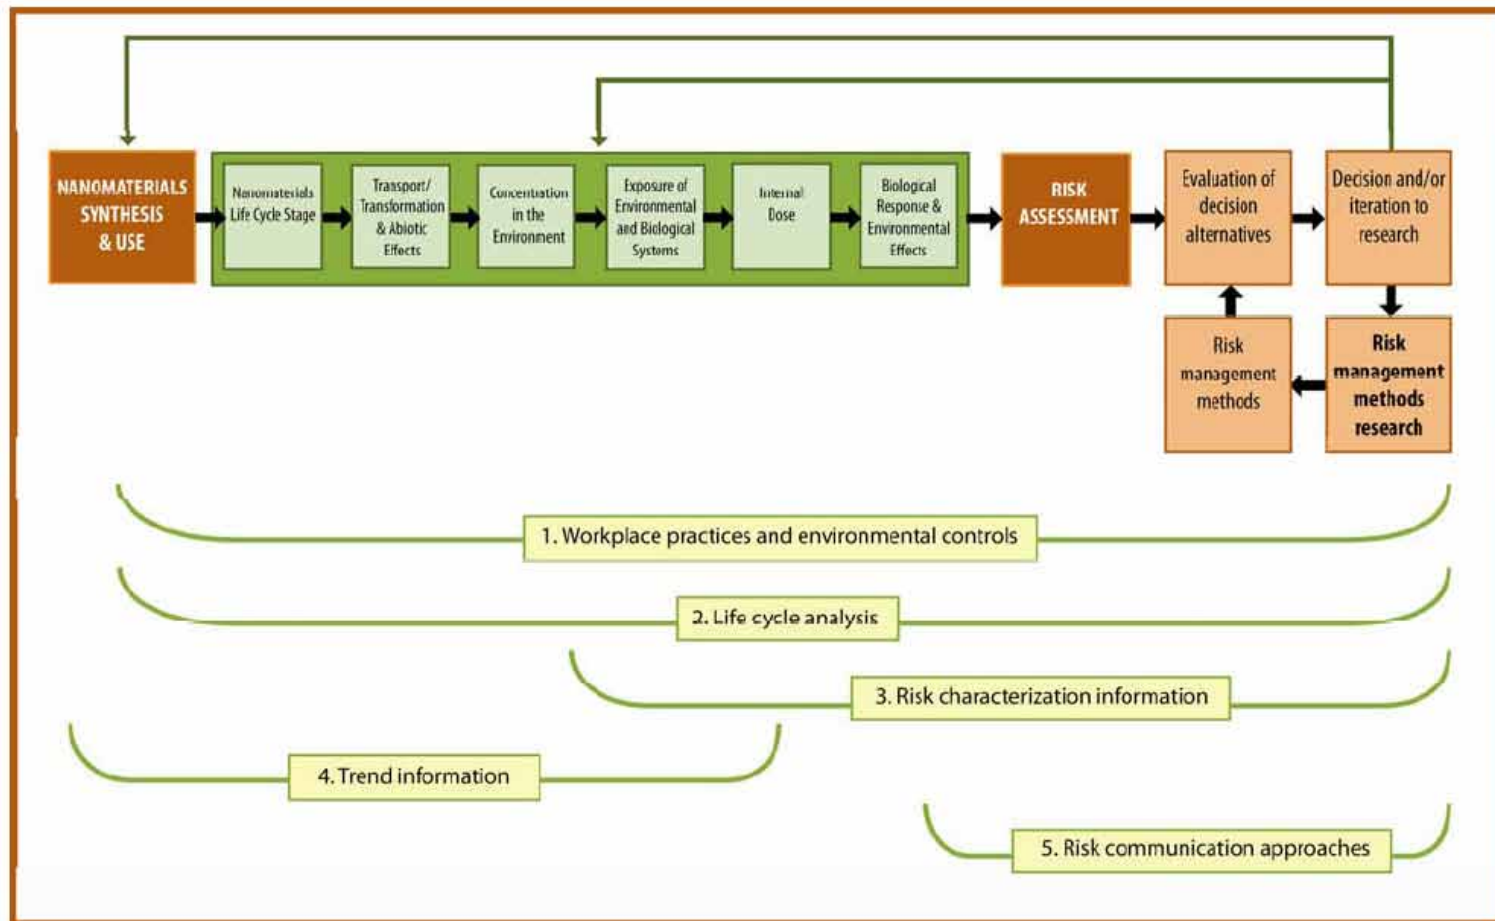 NANOMATERIALS
SYNTHESIS
& USE
Nanomaterials
Life Cycle Stage
Transport/
Transformation
& Abiotic
Effects
Concentration
in the
Environment
Exposure of
Environmental
and Biological
Systems
Internal
Dose
Biological
Response &
Environmental
Effects
RISK
ASSESSMENT
Evaluation of
decision
alternatives
Decision and/or
iteration to
research
Risk
management
methods
Risk
management
methods
research
1. Workplace practices and environmental controls
2. Life cycle analysis
3. Risk characterization information
4. Trend information
5. Risk communication approaches